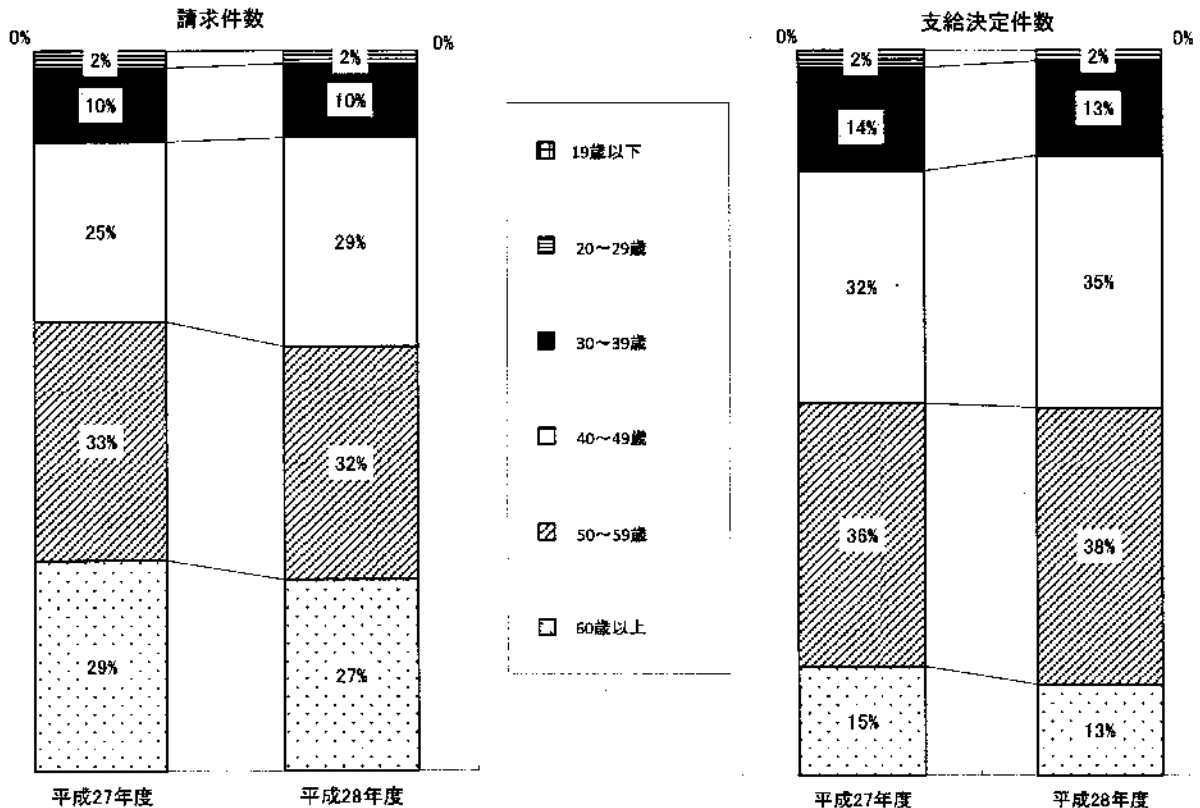 請求件数
0%
0%
2%
2%
10%
10%
25%
29%
33%
32%
29%
27%
平成27年度
平成28年度
19歳以下
20～29歳
30～39歳
40～49歳
50～59歳
60歳以上
支給決定件数
0%
0%
2%
2%
14%
13%
32%
35%
36%
38%
15%
13%
平成27年度
平成28年度